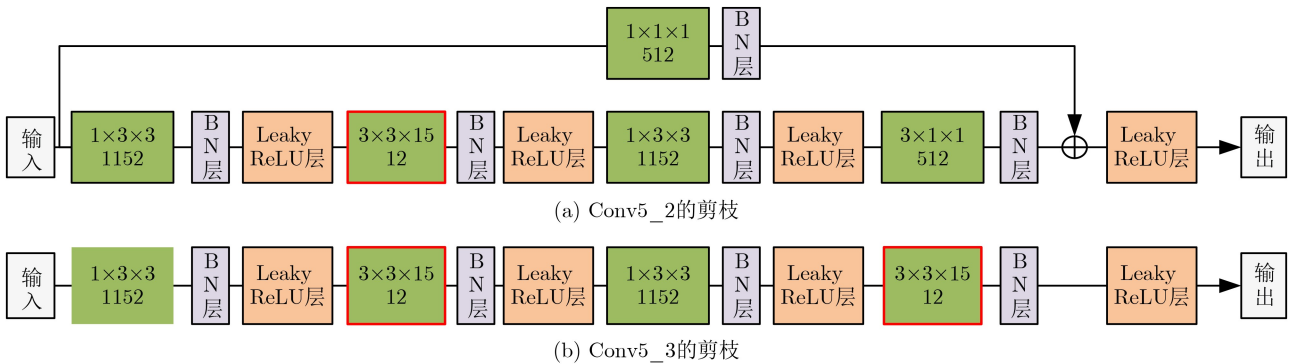 1×1×1
512
B
N
层
输
入
1×3×3
1152
B
N
层
Leaky
ReLU层
3×3×15
12
B
N
层
Leaky
ReLU层
1×3×3
1152
B
N
层
Leaky
ReLU层
3×1×1
512
B
N
层
Leaky
ReLU层
输
出
(a) Conv5_2的剪枝
输
入
1×3×3
1152
B
N
层
Leaky
ReLU层
3×3×15
12
B
N
层
Leaky
ReLU层
1×3×3
1152
B
N
层
Leaky
ReLU层
3×3×15
12
B
N
层
Leaky
ReLU层
输
出
(b) Conv5_3的剪枝